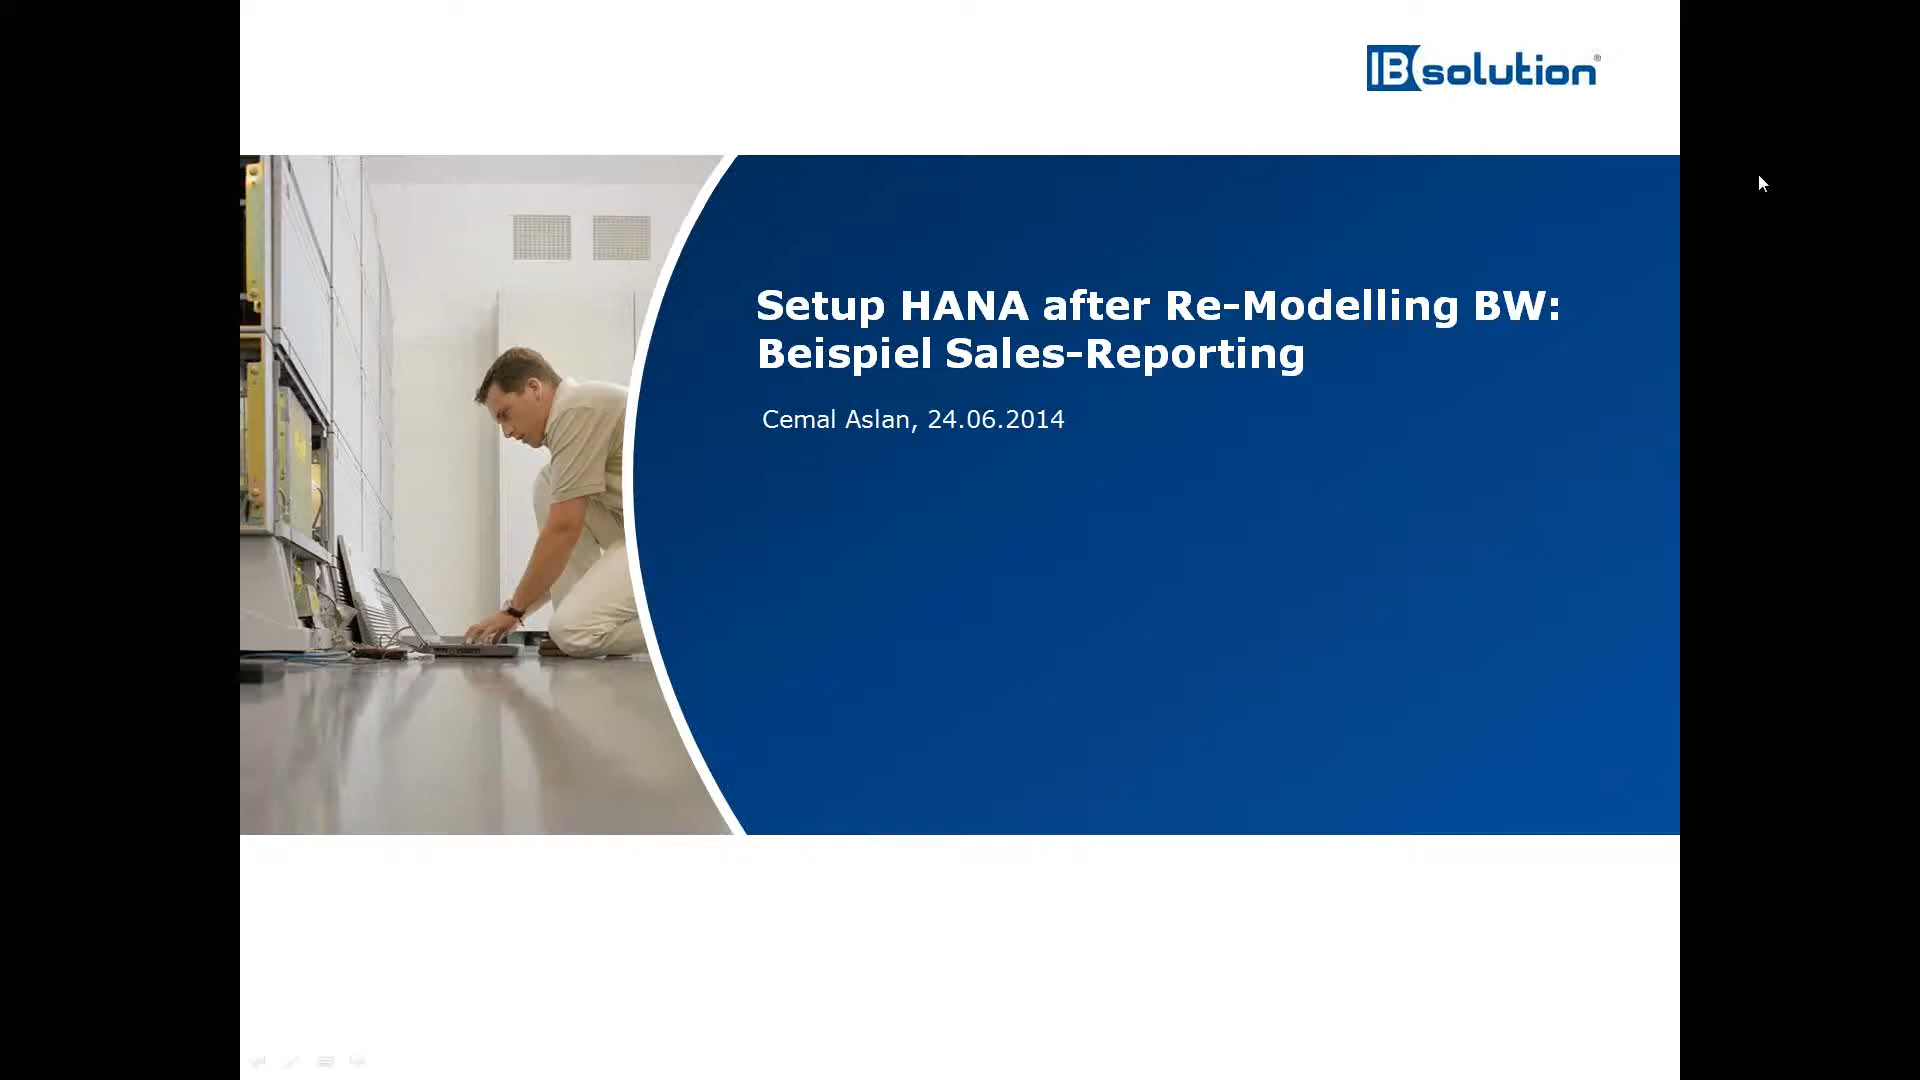 IBsolution®
Setup HANA after Re-Modelling BW:
Beispiel Sales-Reporting
Cemal Aslan, 24.06.2014